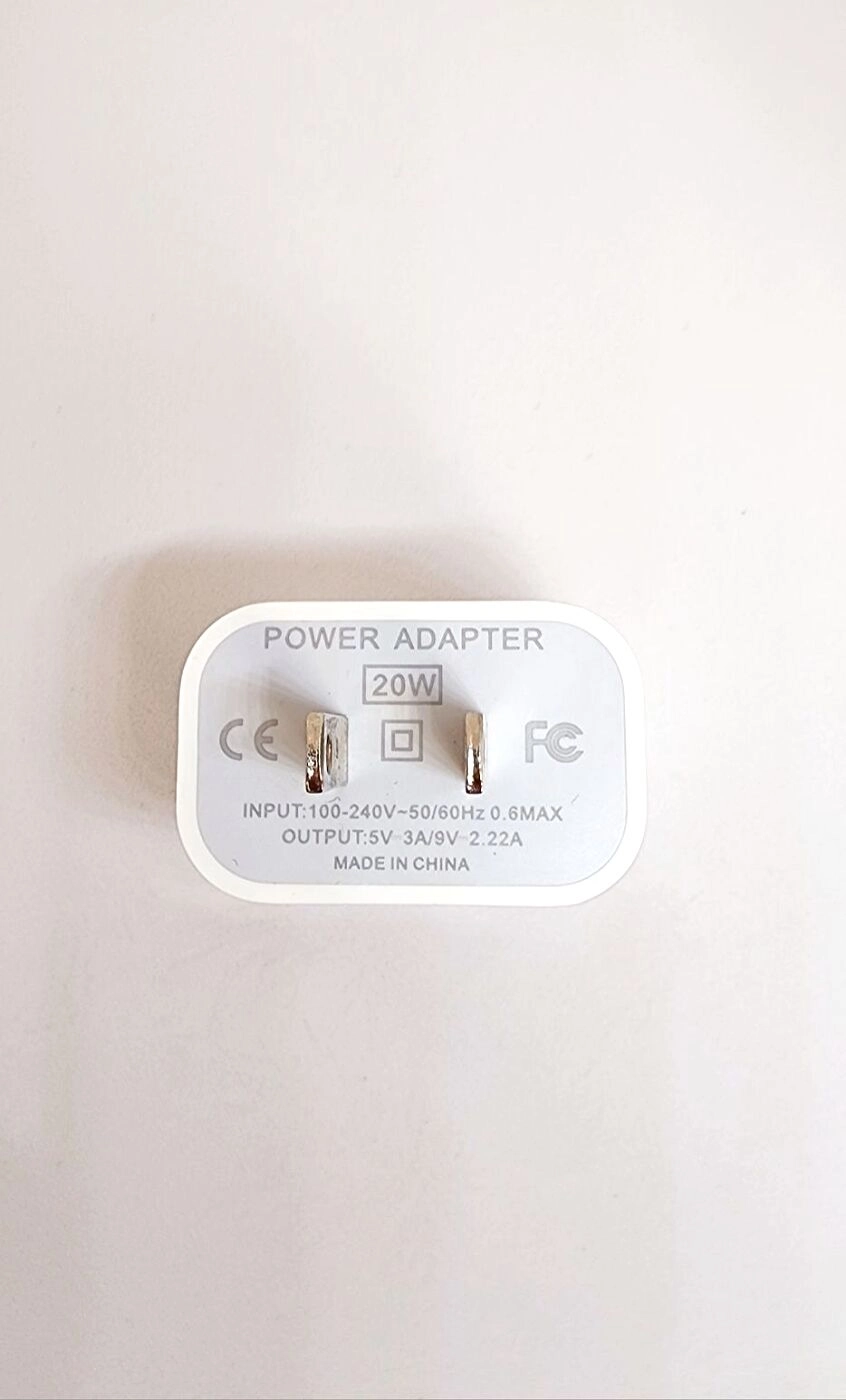 POWER ADAPTER
20W
CE FC
INPUT:100-240V~50/60Hz 0.6MAX
OUTPUT:5V 3A/9V 2.22A
MADE IN CHINA